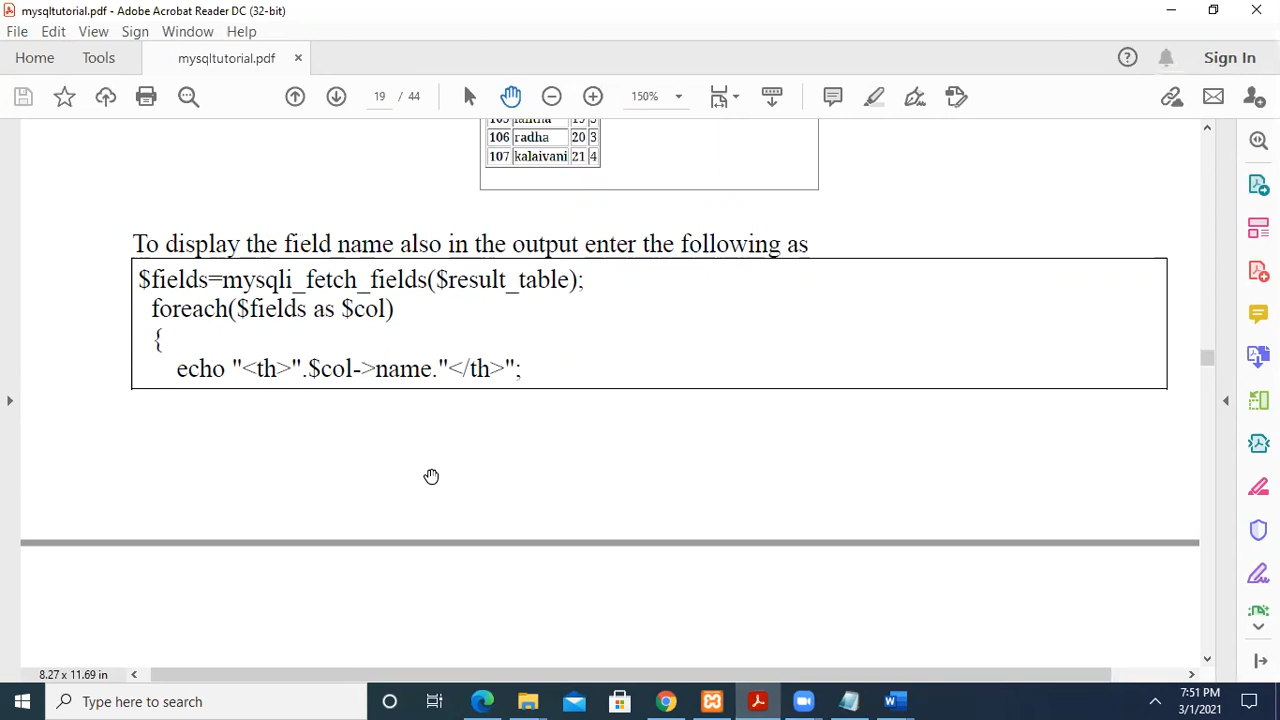 mysqltutorial.pdf - Adobe Acrobat Reader DC (32-bit)
File Edit View Sign Window Help
Home Tools mysqltutorial.pdf × Sign In
19 / 44 150%
106 radha 20 3
107 kalaivani 21 4
To display the field name also in the output enter the following as
$fields=mysqli_fetch_fields($result_table);
foreach($fields as $col)
{
echo "<th>".$col->name."</th>";
8.27 x 11.69 in
Type here to search
7:51 PM
3/1/2021